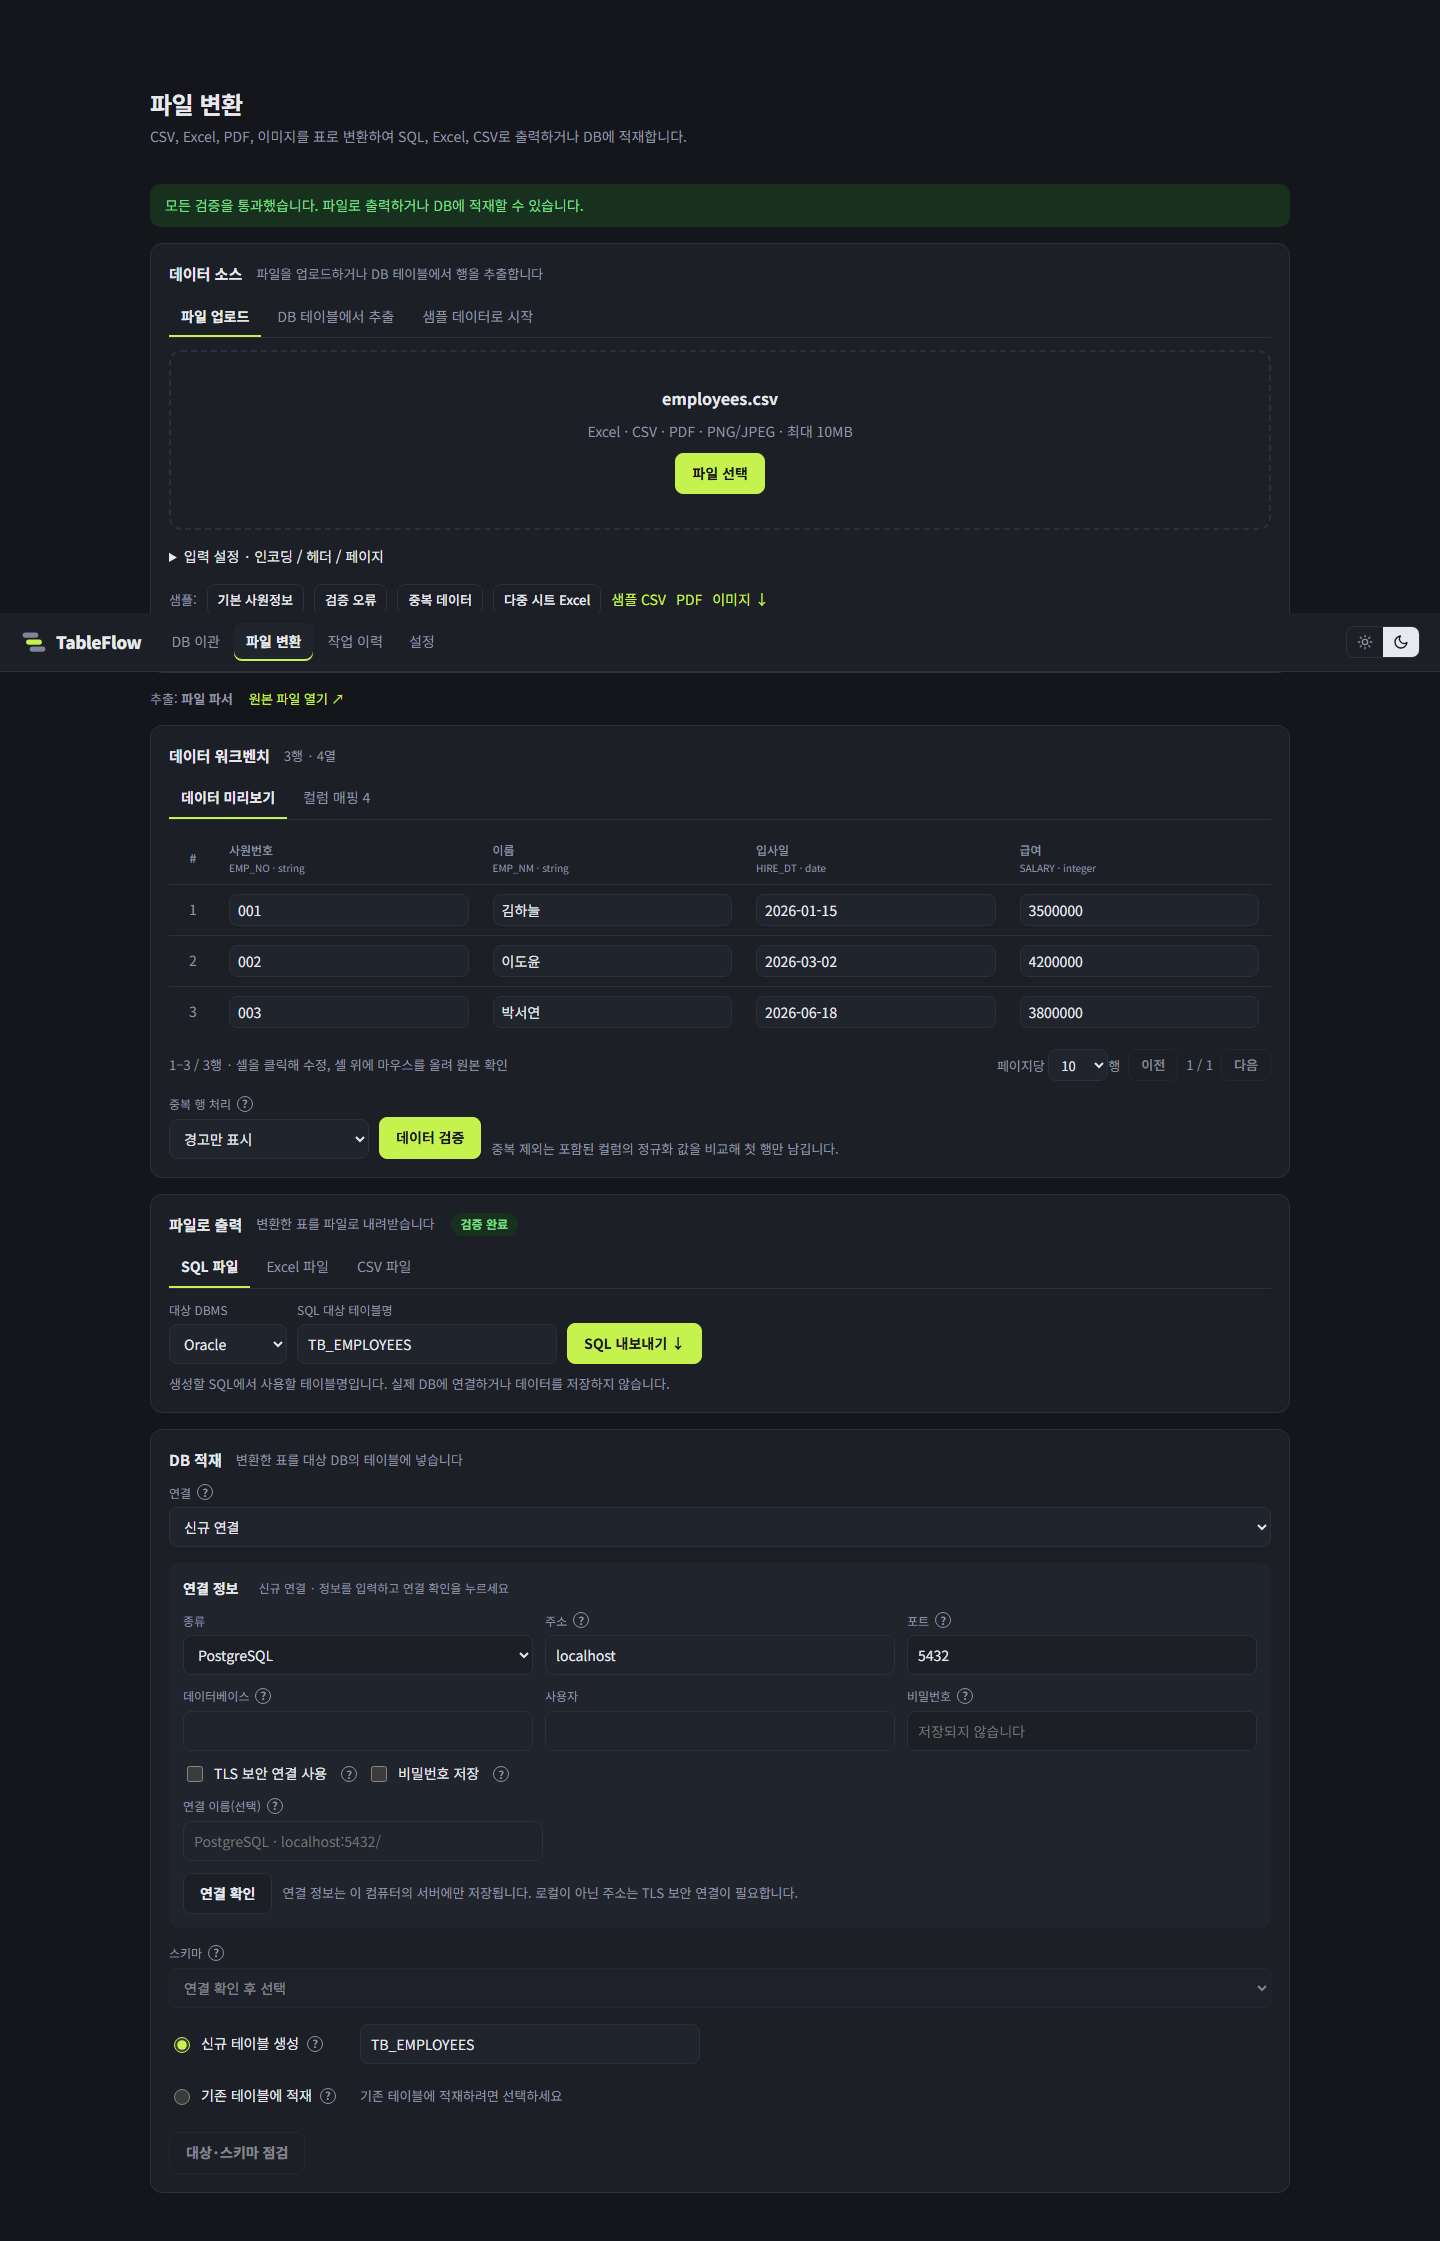 파일 변환
CSV, Excel, PDF, 이미지를 표로 변환하여 SQL, Excel, CSV로 출력하거나 DB에 적재합니다.
모든 검증을 통과했습니다. 파일로 출력하거나 DB에 적재할 수 있습니다.
데이터 소스 파일을 업로드하거나 DB 테이블에서 행을 추출합니다
파일 업로드 DB 테이블에서 추출 샘플 데이터로 시작
employees.csv
Excel · CSV · PDF · PNG/JPEG · 최대 10MB
파일 선택
▶ 입력 설정 · 인코딩 / 헤더 / 페이지
샘플: 기본 사원정보 검증 오류 중복 데이터 다중 시트 Excel 샘플 CSV PDF 이미지 ↓
TableFlow DB 이관 파일 변환 작업 이력 설정
추출: 파일 파서 원본 파일 열기 ↗
데이터 워크벤치 3행 · 4열
데이터 미리보기 컬럼 매핑 4
# 사원번호 이름 입사일 급여
EMP_NO · string EMP_NM · string HIRE_DT · date SALARY · integer
1 001 김하늘 2026-01-15 3500000
2 002 이도윤 2026-03-02 4200000
3 003 박서연 2026-06-18 3800000
1–3 / 3행 · 셀을 클릭해 수정, 셀 위에 마우스를 올려 원본 확인 페이지당 10 행 이전 1 / 1 다음
중복 행 처리 ?
경고만 표시 데이터 검증 중복 제외는 포함된 컬럼의 정규화 값을 비교해 첫 행만 남깁니다.
파일로 출력 변환한 표를 파일로 내려받습니다 검증 완료
SQL 파일 Excel 파일 CSV 파일
대상 DBMS SQL 대상 테이블명
Oracle TB_EMPLOYEES SQL 내보내기 ↓
생성할 SQL에서 사용할 테이블명입니다. 실제 DB에 연결하거나 데이터를 저장하지 않습니다.
DB 적재 변환한 표를 대상 DB의 테이블에 넣습니다
연결 ?
신규 연결
연결 정보 신규 연결 · 정보를 입력하고 연결 확인을 누르세요
종류 주소 ? 포트 ?
PostgreSQL localhost 5432
데이터베이스 ? 사용자 비밀번호 ?
저장되지 않습니다
TLS 보안 연결 사용 ? 비밀번호 저장 ?
연결 이름(선택) ?
PostgreSQL · localhost:5432/
연결 확인 연결 정보는 이 컴퓨터의 서버에만 저장됩니다. 로컬이 아닌 주소는 TLS 보안 연결이 필요합니다.
스키마 ?
연결 확인 후 선택
신규 테이블 생성 ? TB_EMPLOYEES
기존 테이블에 적재 ? 기존 테이블에 적재하려면 선택하세요
대상·스키마 점검